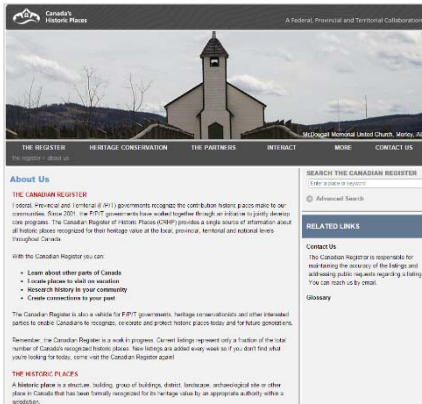 Canada's
Historic Places
A Federal, Provincial and Territorial Collaboration
McDougall Memorial United Church, Morley, AB
THE REGISTER HERITAGE CONSERVATION THE PARTNERS INTERACT MORE CONTACT US
the register > about us
About Us
THE CANADIAN REGISTER
Federal, Provincial and Territorial (F/P/T) governments recognize the contribution historic places make to our
communities. Since 2001, the F/P/T governments have worked together through an initiative to jointly develop
core programs. The Canadian Register of Historic Places (CRHP) provides a single source of information about
all historic places recognized for their heritage value at the local, provincial, territorial and national levels
throughout Canada.
With the Canadian Register you can:
Learn about other parts of Canada
Locate places to visit on vacation
Research history in your community
Create connections to your past
The Canadian Register is also a vehicle for F/P/T governments, heritage conservationists and other interested
parties to enable Canadians to recognize, celebrate and protect historic places today and for future generations.
Remember, the Canadian Register is a work in progress. Current listings represent only a fraction of the total
number of Canada's recognized historic places. New listings are added every week so if you don't find what
you're looking for today, come visit the Canadian Register again!
THE HISTORIC PLACES
A historic place is a structure, building, group of buildings, district, landscape, archaeological site or other
place in Canada that has been formally recognized for its heritage value by an appropriate authority within a
jurisdiction.
SEARCH THE CANADIAN REGISTER
Enter a place or keyword
Advanced Search
RELATED LINKS
Contact Us
The Canadian Registrar is responsible for
maintaining the accuracy of the listings and
addressing public requests regarding a listing.
You can reach us by email.
Glossary